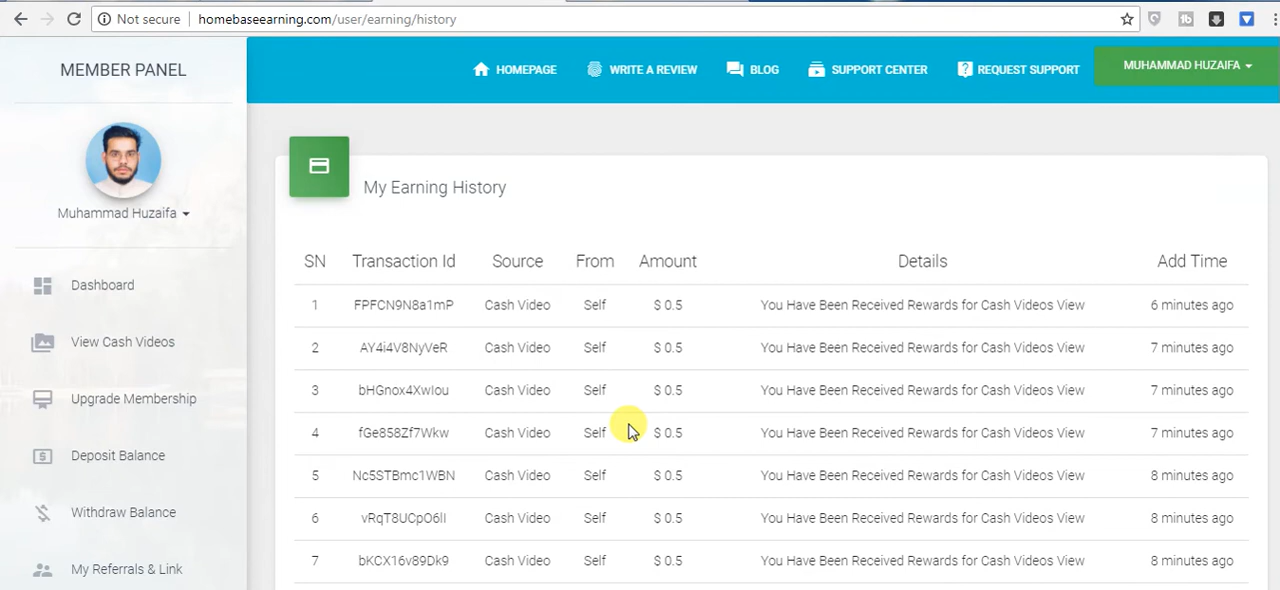 Not secure homebaseearning.com/user/earning/history
MEMBER PANEL
HOMEPAGE WRITE A REVIEW BLOG SUPPORT CENTER REQUEST SUPPORT MUHAMMAD HUZAIFA
Muhammad Huzaifa
Dashboard
View Cash Videos
Upgrade Membership
Deposit Balance
Withdraw Balance
My Referrals & Link
My Earning History
SN Transaction Id Source From Amount Details Add Time
1 FPFCN9N8a1mP Cash Video Self $ 0.5 You Have Been Received Rewards for Cash Videos View 6 minutes ago
2 AY4i4V8NyVeR Cash Video Self $ 0.5 You Have Been Received Rewards for Cash Videos View 7 minutes ago
3 bHGnox4XwIou Cash Video Self $ 0.5 You Have Been Received Rewards for Cash Videos View 7 minutes ago
4 fGe858Zf7Wkw Cash Video Self $ 0.5 You Have Been Received Rewards for Cash Videos View 7 minutes ago
5 Nc5STBmc1WBN Cash Video Self $ 0.5 You Have Been Received Rewards for Cash Videos View 8 minutes ago
6 vRqT8UCpO6lI Cash Video Self $ 0.5 You Have Been Received Rewards for Cash Videos View 8 minutes ago
7 bKCX16v89Dk9 Cash Video Self $ 0.5 You Have Been Received Rewards for Cash Videos View 8 minutes ago